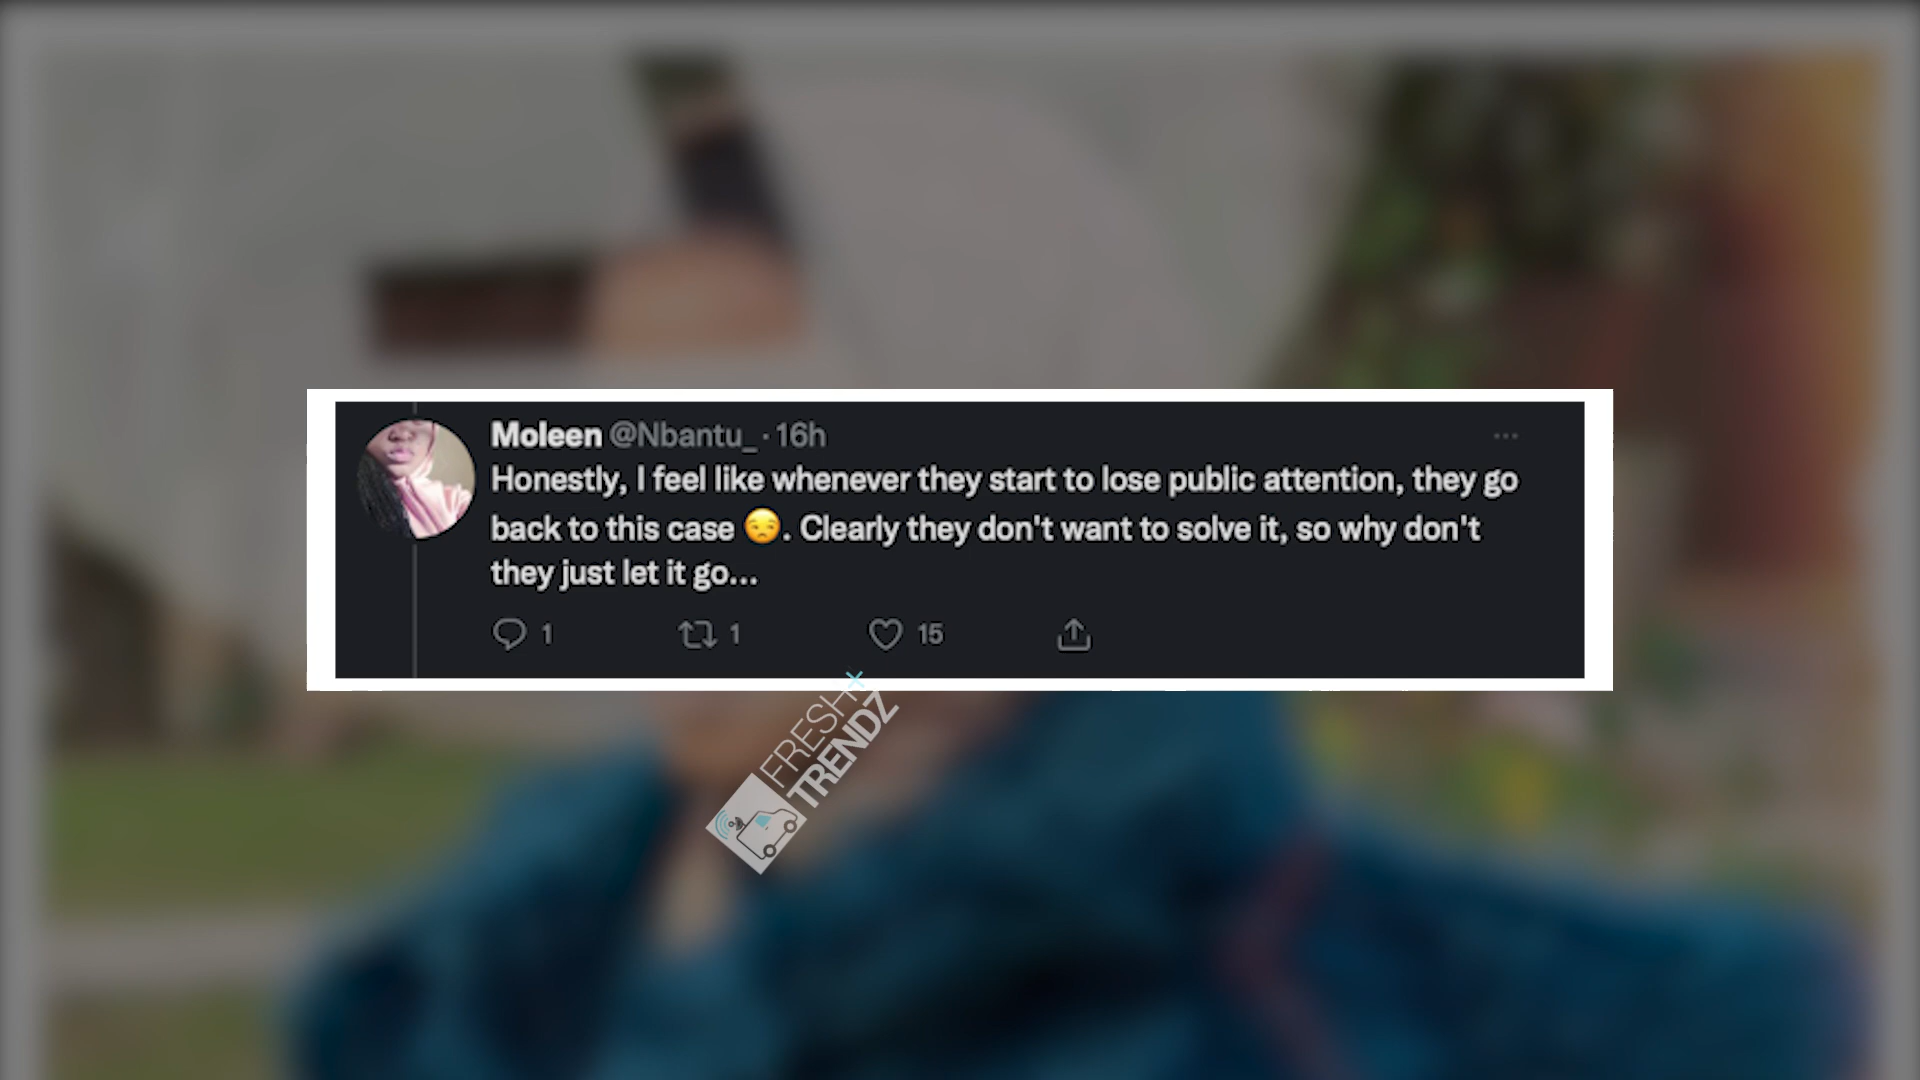 Moleen @Nbantu_ · 16h
Honestly, I feel like whenever they start to lose public attention, they go
back to this case 😒. Clearly they don't want to solve it, so why don't
they just let it go...
1 1 15
FRESH
TRENDZ